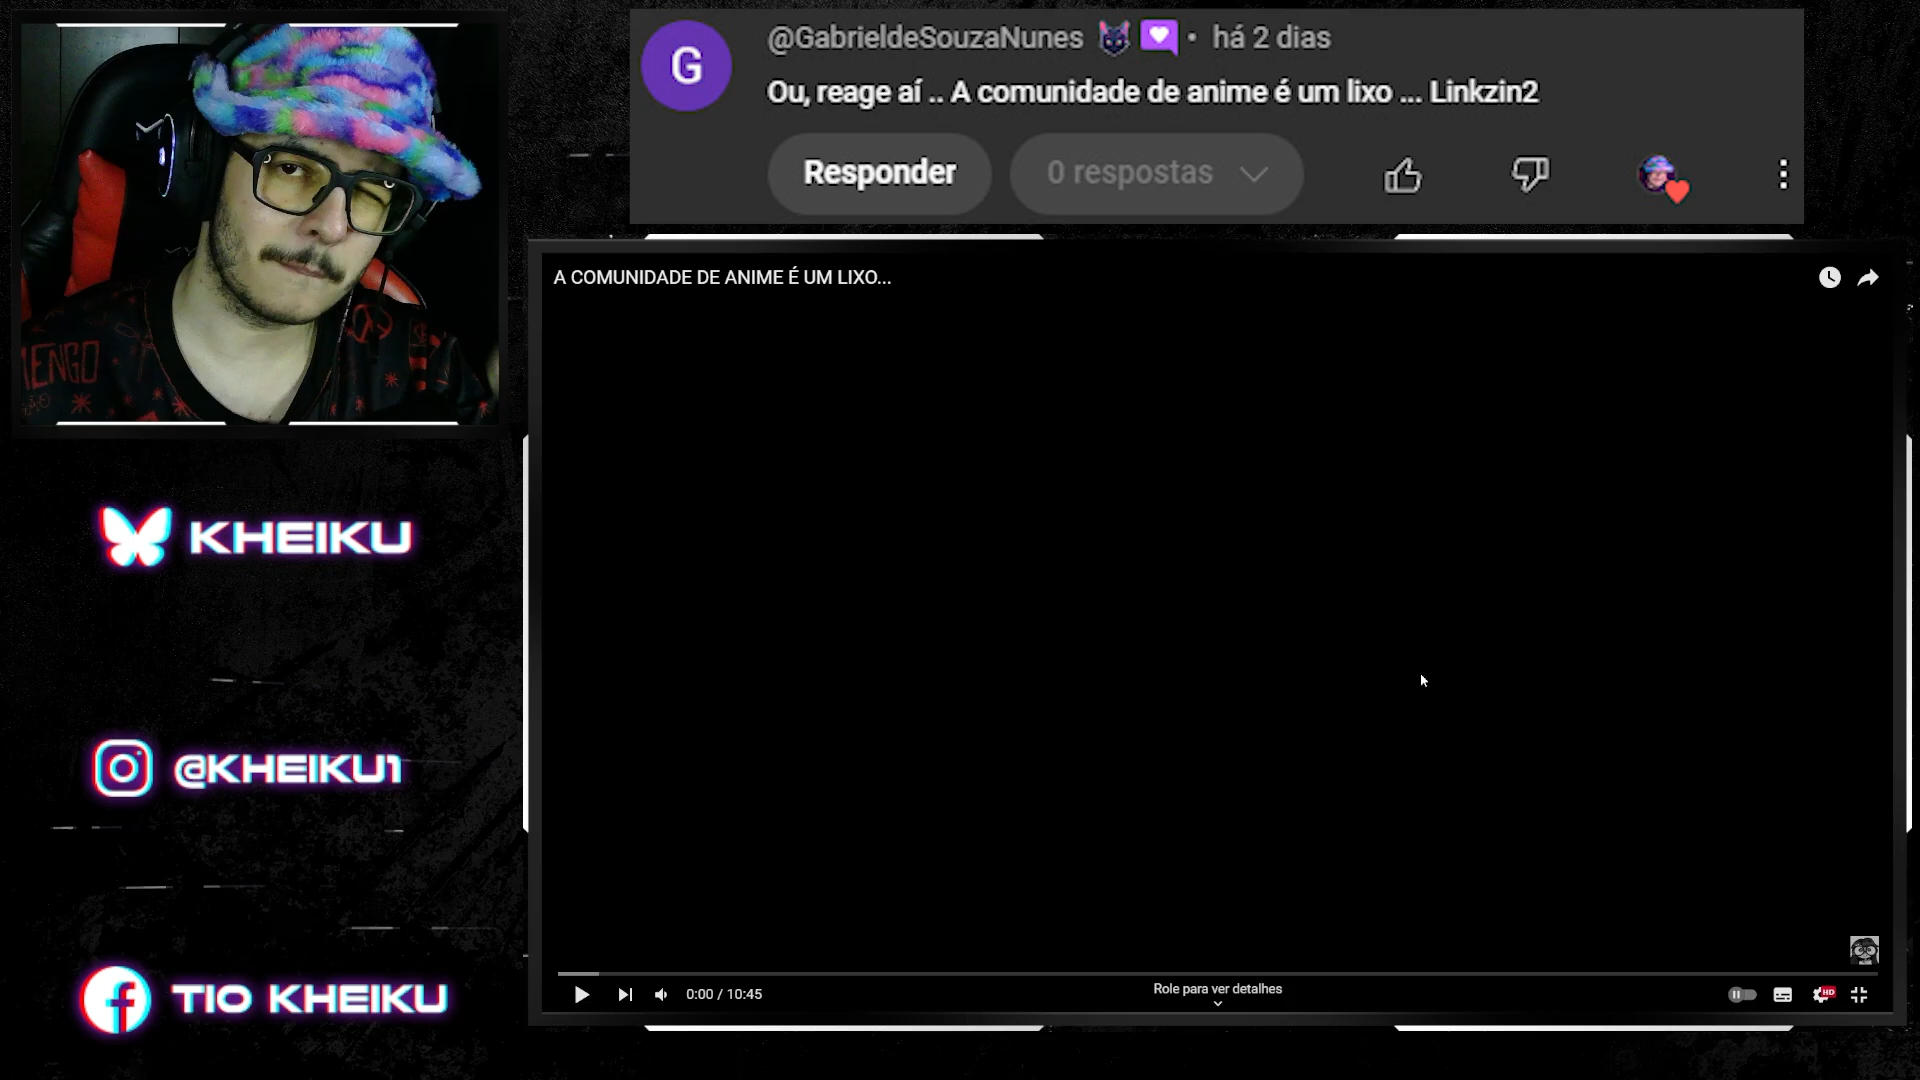 @GabrieldeSouzaNunes • há 2 dias
G
Ou, reage aí .. A comunidade de anime é um lixo ... Linkzin2
Responder
0 respostas
A COMUNIDADE DE ANIME É UM LIXO...
KHEIKU
@KHEIKU1
TIO KHEIKU
0:00 / 10:45
Role para ver detalhes
HD